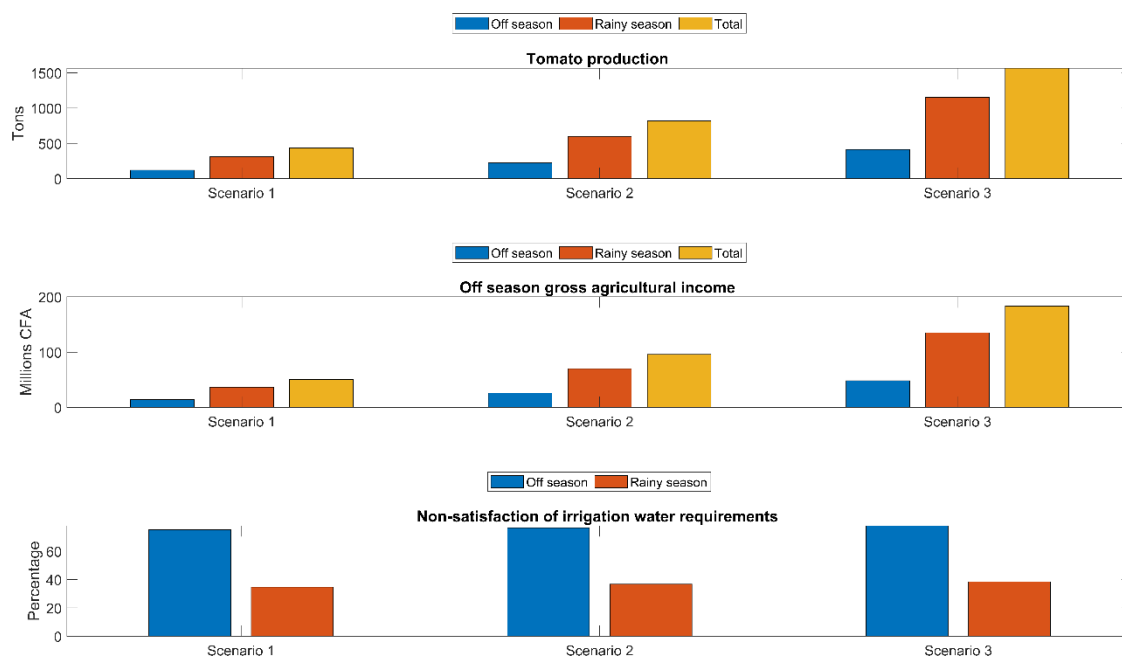 Off season Rainy season Total
Tomato production
1500
1000
500
0
Tons
Scenario 1 Scenario 2 Scenario 3
Off season Rainy season Total
Off season gross agricultural income
200
100
0
Millions CFA
Scenario 1 Scenario 2 Scenario 3
Off season Rainy season
Non-satisfaction of irrigation water requirements
60
40
20
0
Percentage
Scenario 1 Scenario 2 Scenario 3